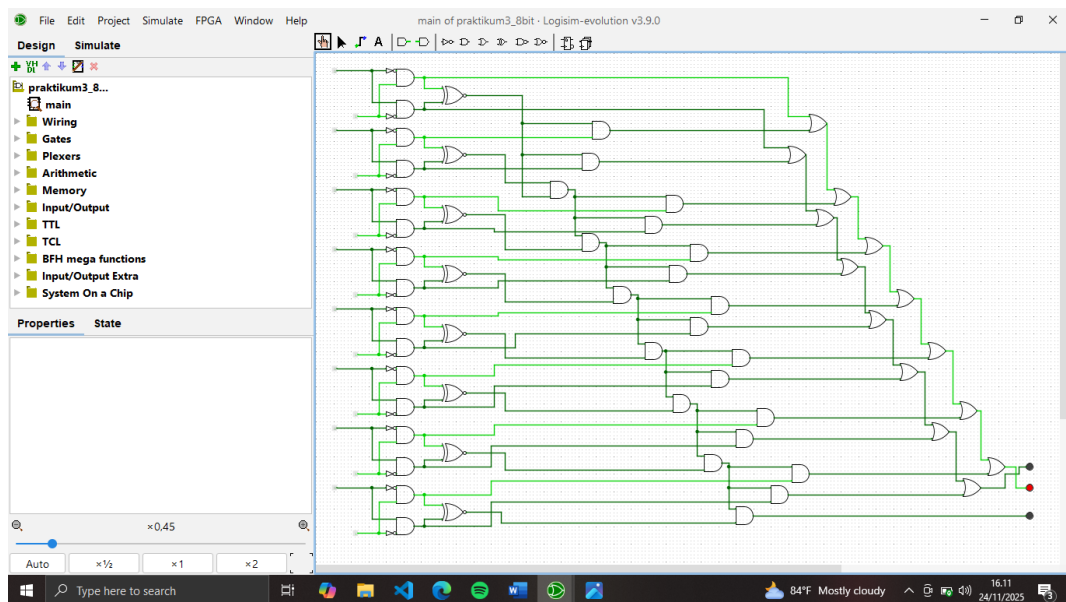 File Edit Project Simulate FPGA Window Help
main of praktikum3_8bit - Logisim-evolution v3.9.0
Design Simulate
A
VH
DL
praktikum3_8...
main
Wiring
Gates
Plexers
Arithmetic
Memory
Input/Output
TTL
TCL
BFH mega functions
Input/Output Extra
System On a Chip
Properties State
×0,45
Auto ×½ ×1 ×2
Type here to search
84°F Mostly cloudy
16.11
24/11/2025
3